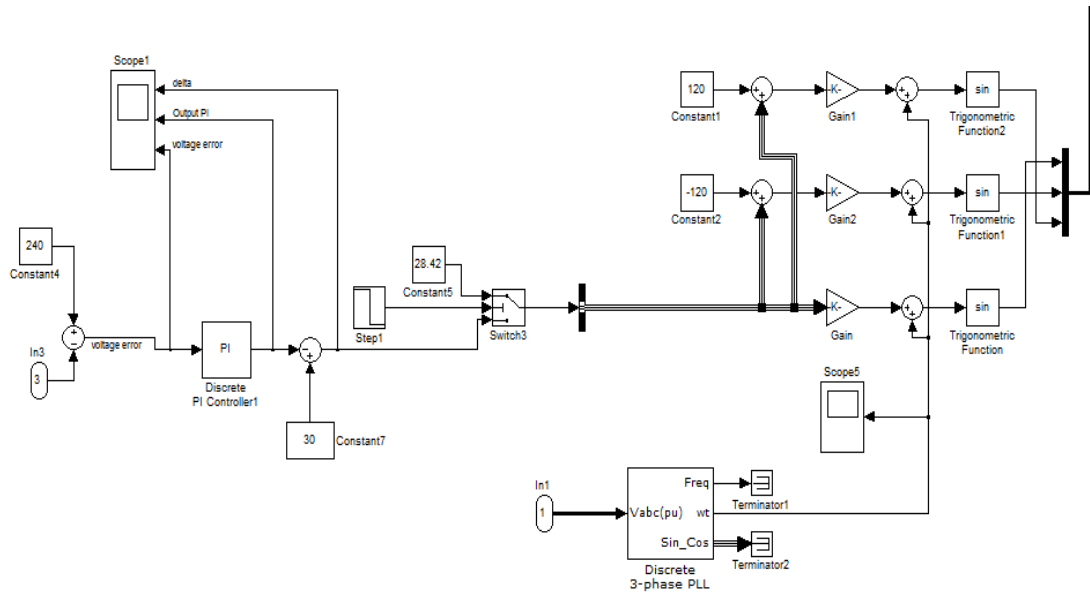 Scope1
delta
Output PI
voltage error
240
Constant4
voltage error
In3
3
PI
Discrete
PI Controller1
30
Constant7
28.42
Constant5
Step1
Switch3
120
Constant1
-K-
Gain1
sin
Trigonometric
Function2
-120
Constant2
-K-
Gain2
sin
Trigonometric
Function1
-K-
Gain
sin
Trigonometric
Function
Scope5
In1
1
Vabc(pu)
Freq
wt
Sin_Cos
Discrete
3-phase PLL
Terminator1
Terminator2